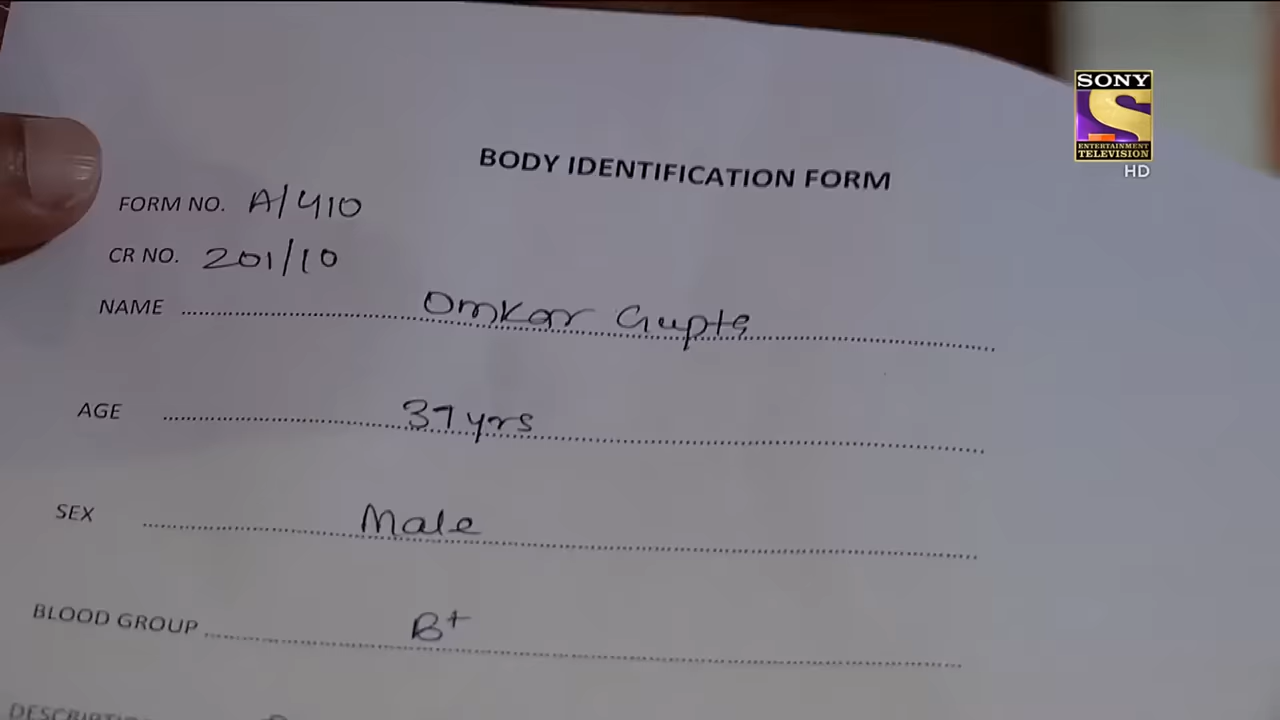 SONY
ENTERTAINMENT
TELEVISION
HD
BODY IDENTIFICATION FORM
FORM NO. A/410
CR NO. 201/10
NAME ........ Omkar Gupta
AGE ........ 37 yrs
SEX ........ Male
BLOOD GROUP ........ B+